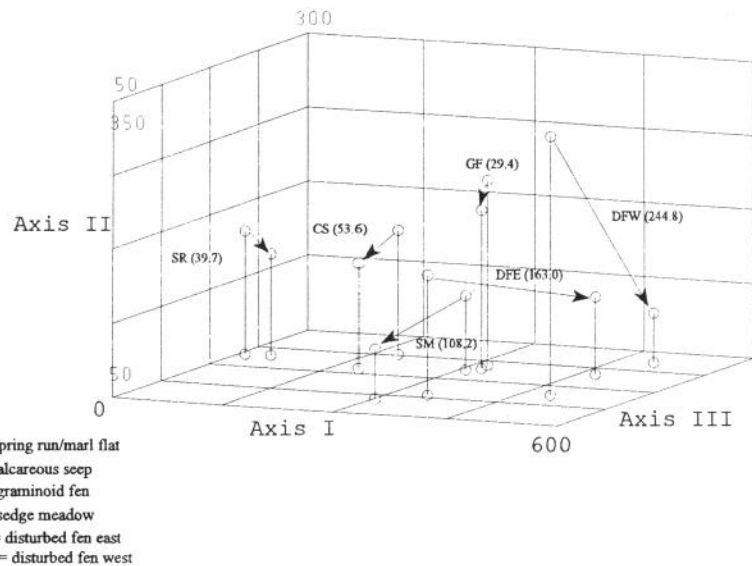 300
50
350
GF (29.4)
DFW (244.8)
Axis II
CS (53.6)
SR (39.7)
DFE (163.0)
SM (108.2)
50
0
Axis I
Axis III
600
pring run/marl flat
alcareous seep
graminoid fen
sedge meadow
= disturbed fen east
= disturbed fen west